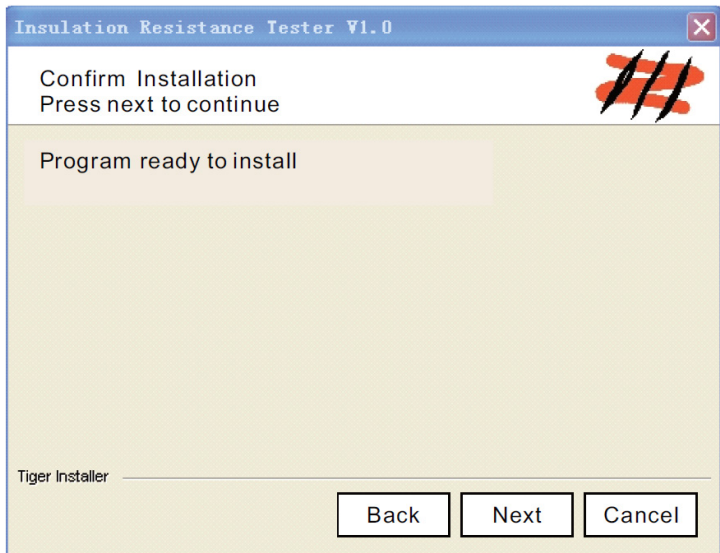 Insulation Resistance Tester V1.0
Confirm Installation
Press next to continue
Program ready to install
Tiger Installer
Back Next Cancel